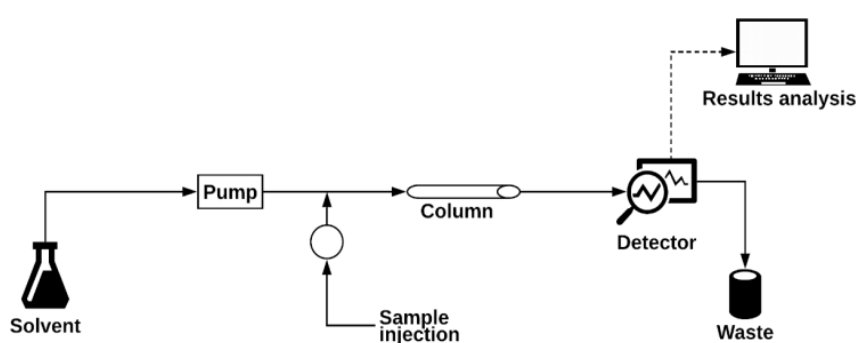 Results analysis
Pump
Column
Detector
Solvent
Sample
injection
Waste